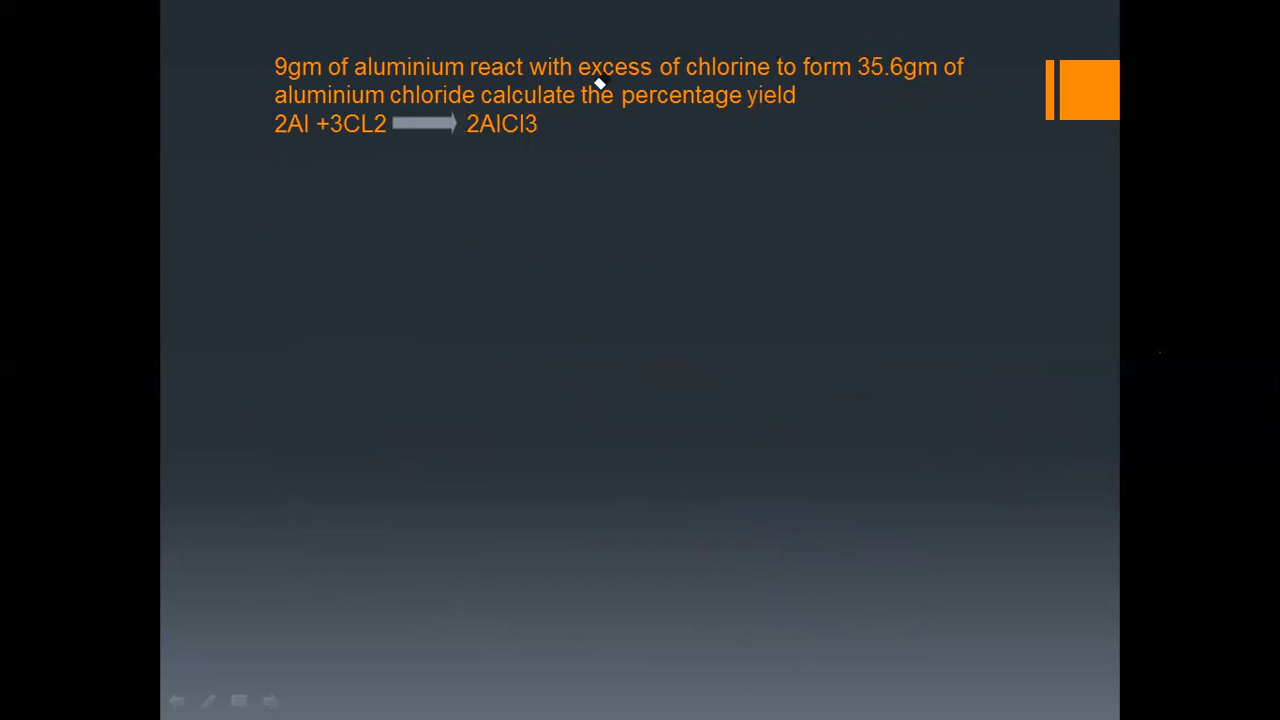 9gm of aluminium react with excess of chlorine to form 35.6gm of
aluminium chloride calculate the percentage yield
2Al +3CL2 2AlCl3